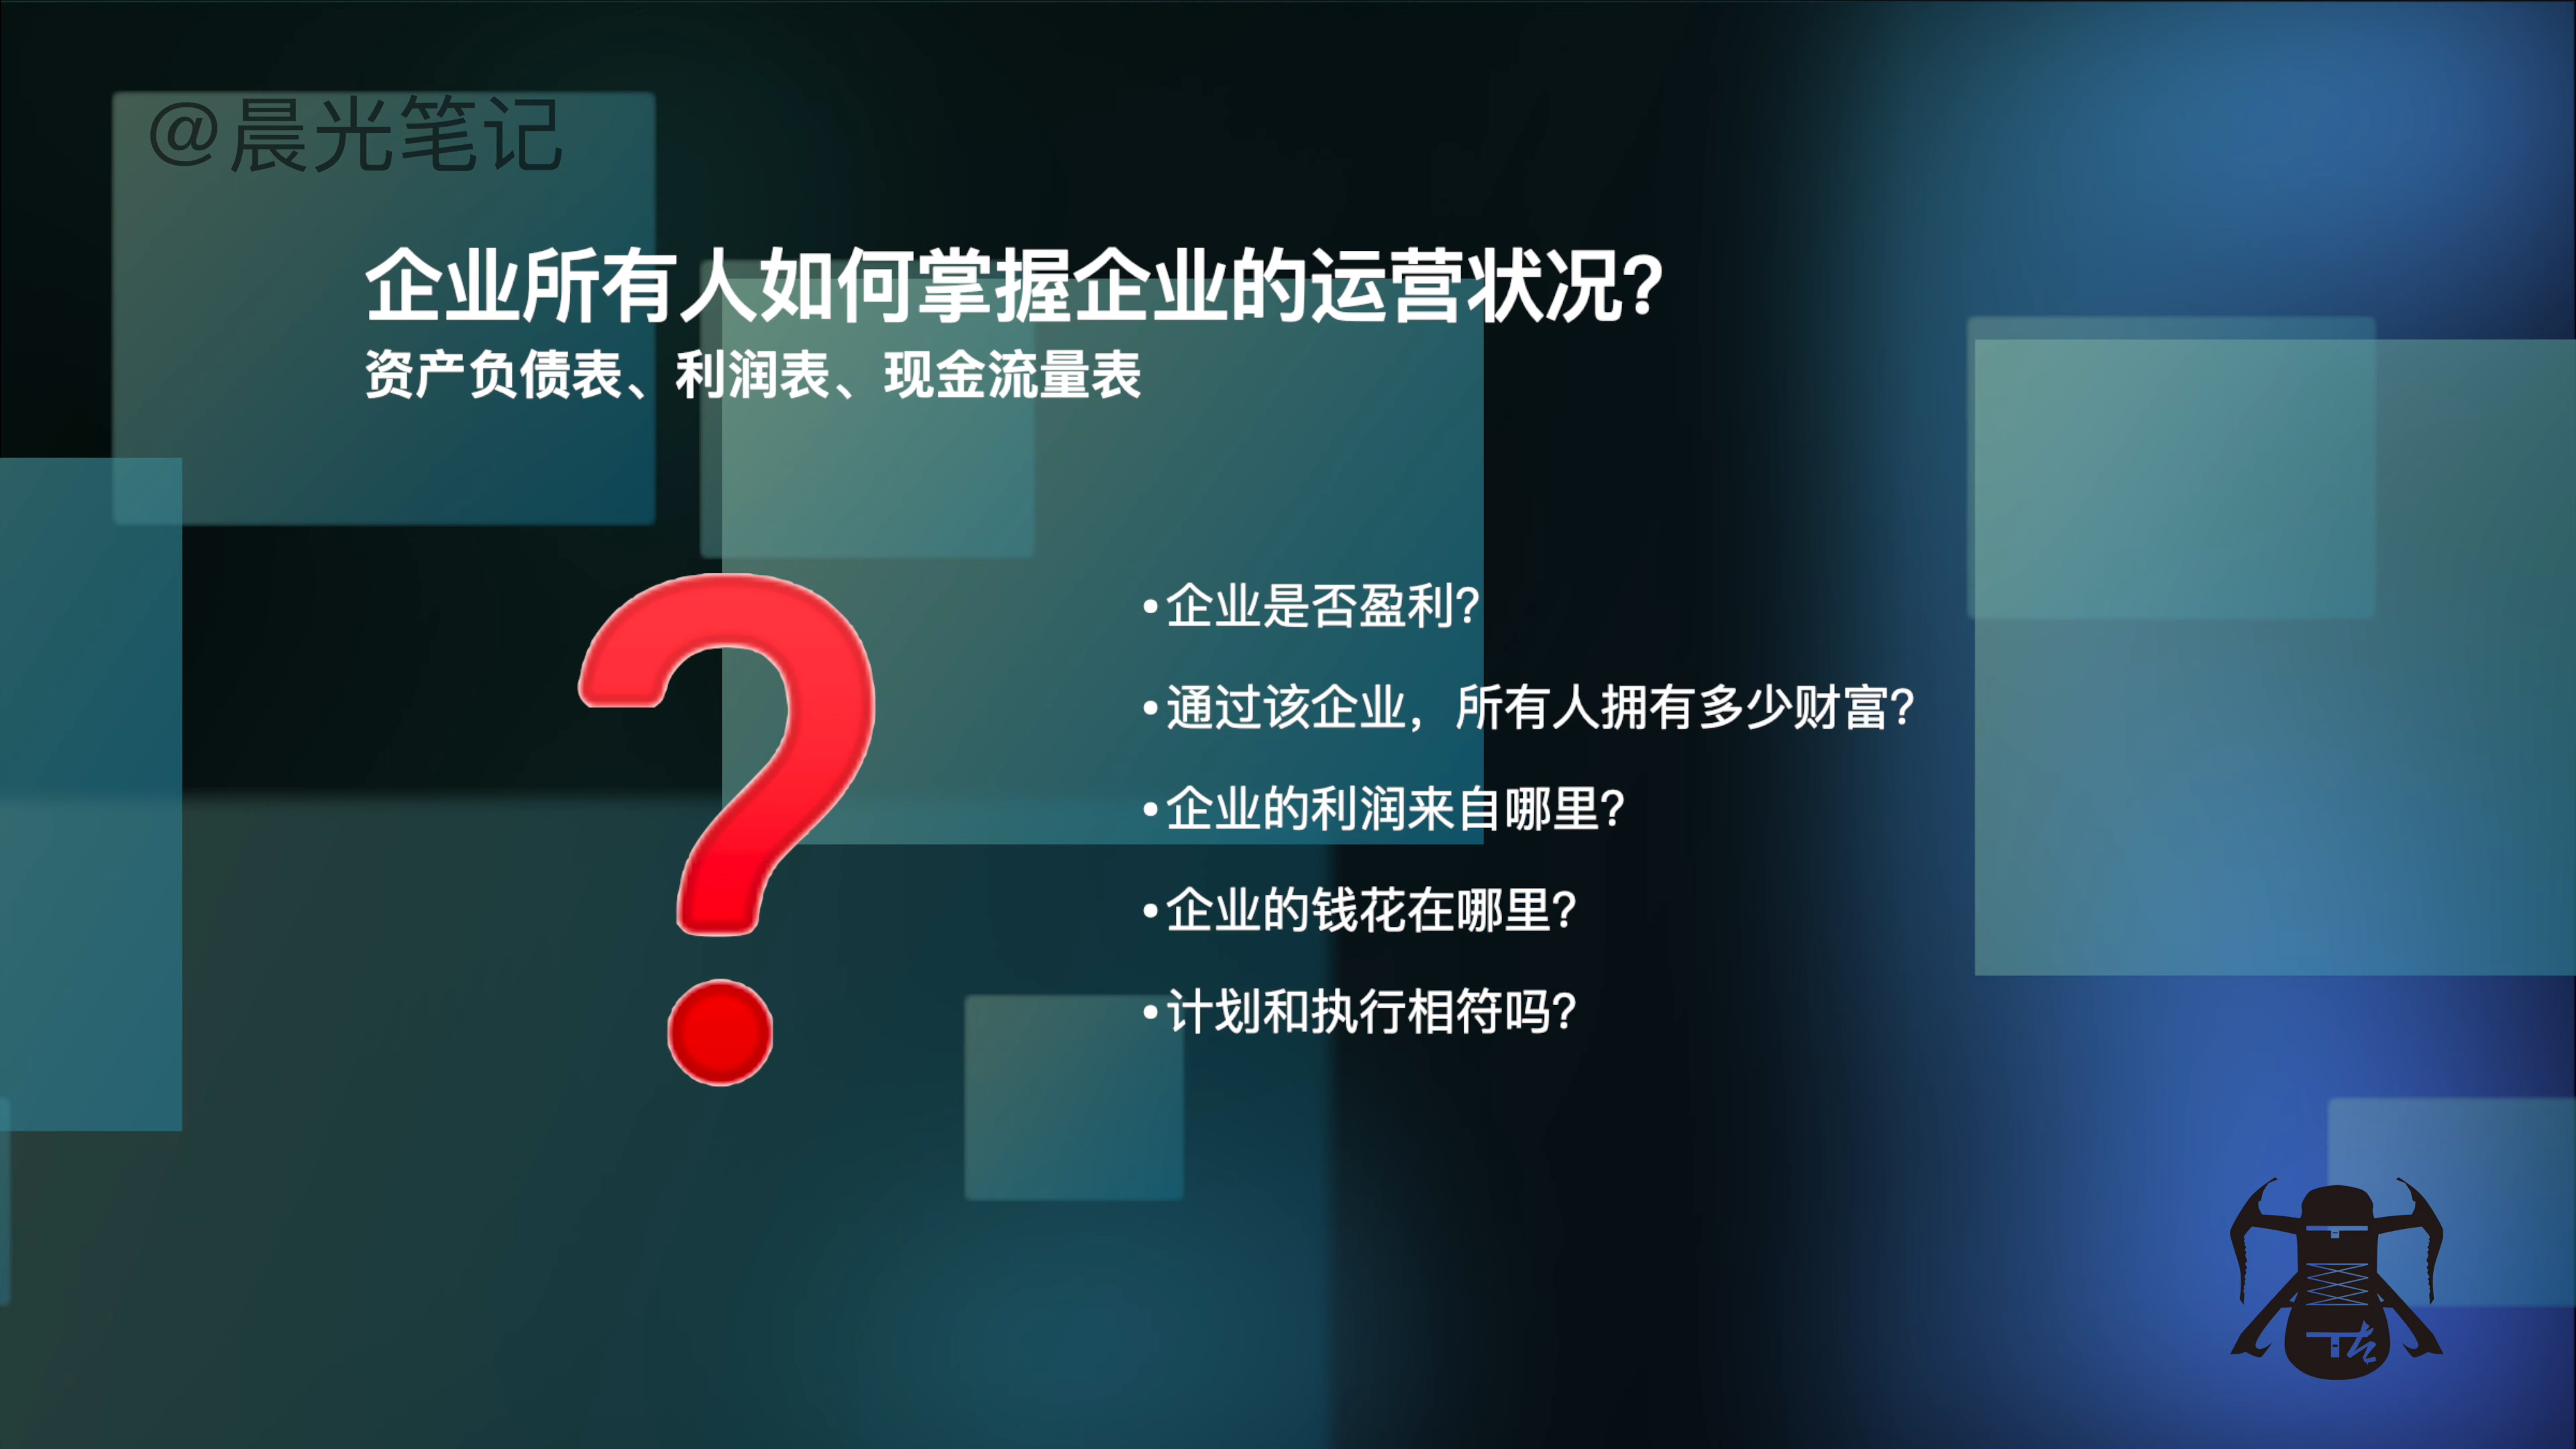 @晨光笔记
企业所有人如何掌握企业的运营状况?
资产负债表、利润表、现金流量表
•企业是否盈利?
•通过该企业，所有人拥有多少财富?
•企业的利润来自哪里?
•企业的钱花在哪里?
•计划和执行相符吗?